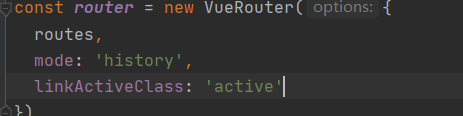 const router = new VueRouter( options: {
  routes,
  mode: 'history',
  linkActiveClass: 'active'
})